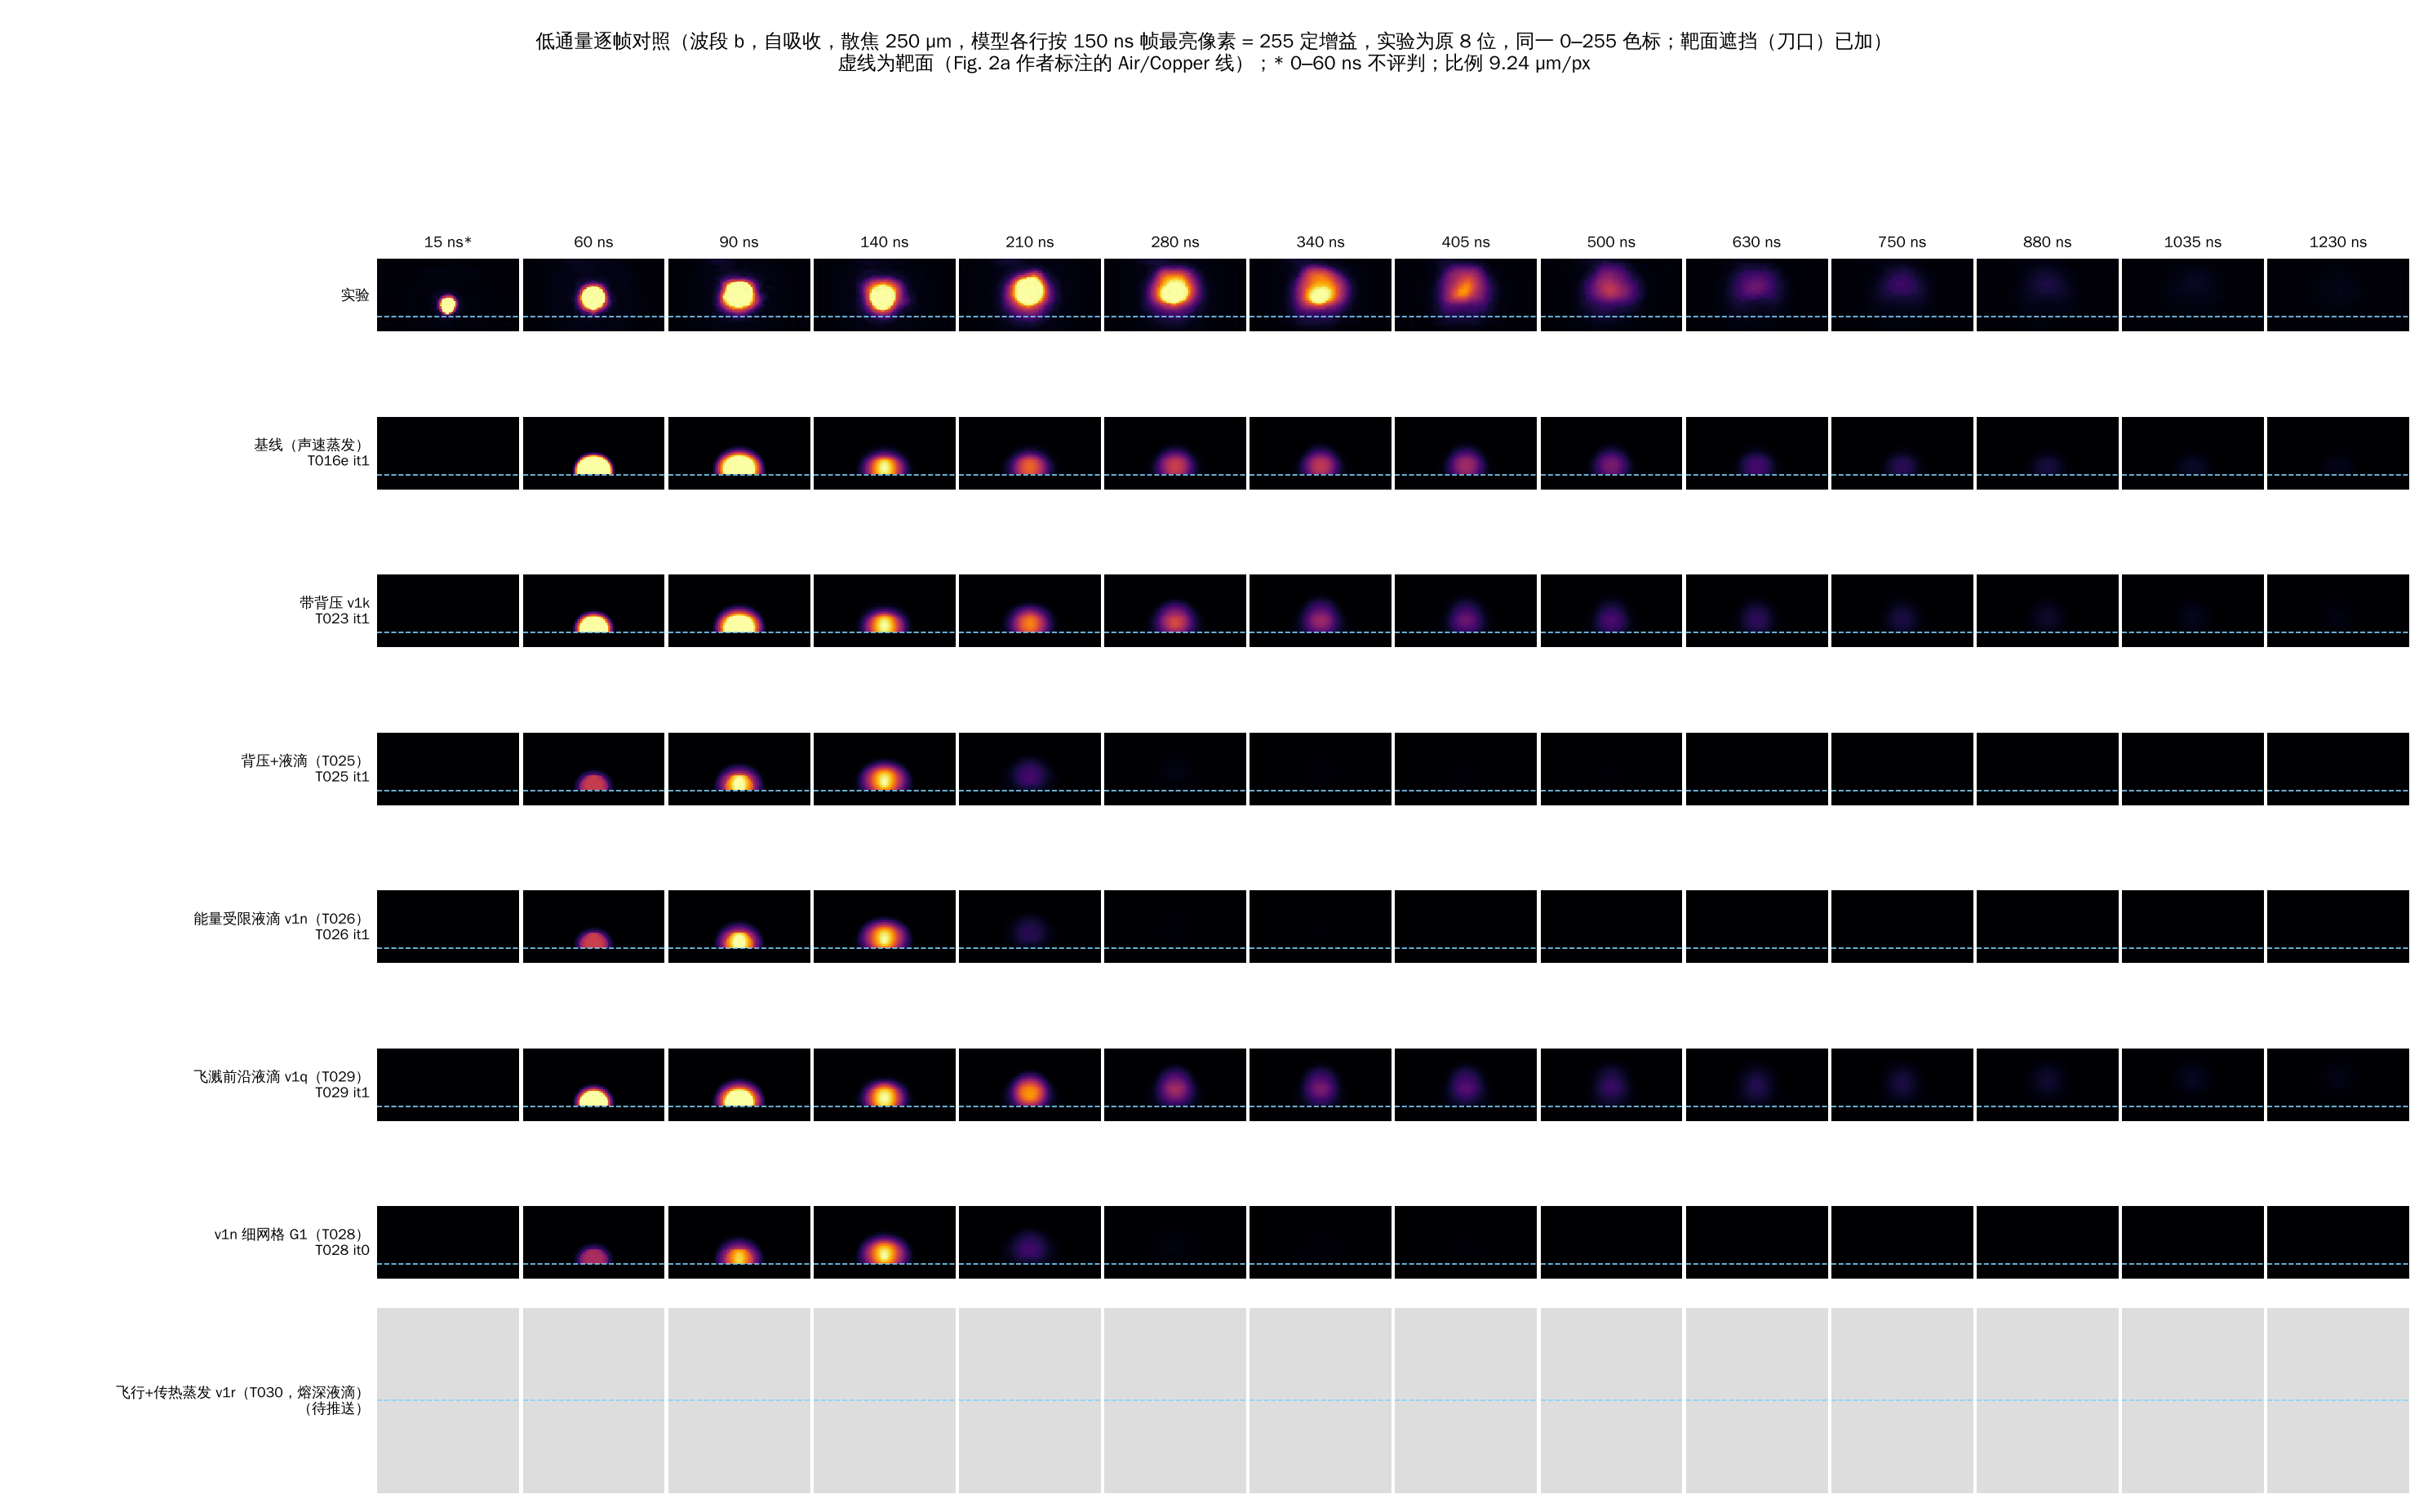 低通量逐帧对照（波段 b，自吸收，散焦 250 μm，模型各行按 150 ns 帧最亮像素 = 255 定增益，实验为原 8 位，同一 0–255 色标；靶面遮挡（刀口）已加）
虚线为靶面（Fig. 2a 作者标注的 Air/Copper 线）；* 0–60 ns 不评判；比例 9.24 μm/px
15 ns* 60 ns 90 ns 140 ns 210 ns 280 ns 340 ns 405 ns 500 ns 630 ns 750 ns 880 ns 1035 ns 1230 ns
实验
基线（声速蒸发）
T016e it1
带背压 v1k
T023 it1
背压+液滴（T025）
T025 it1
能量受限液滴 v1n（T026）
T026 it1
飞溅前沿液滴 v1q（T029）
T029 it1
v1n 细网格 G1（T028）
T028 it0
飞行+传热蒸发 v1r（T030，熔深液滴）
（待推送）